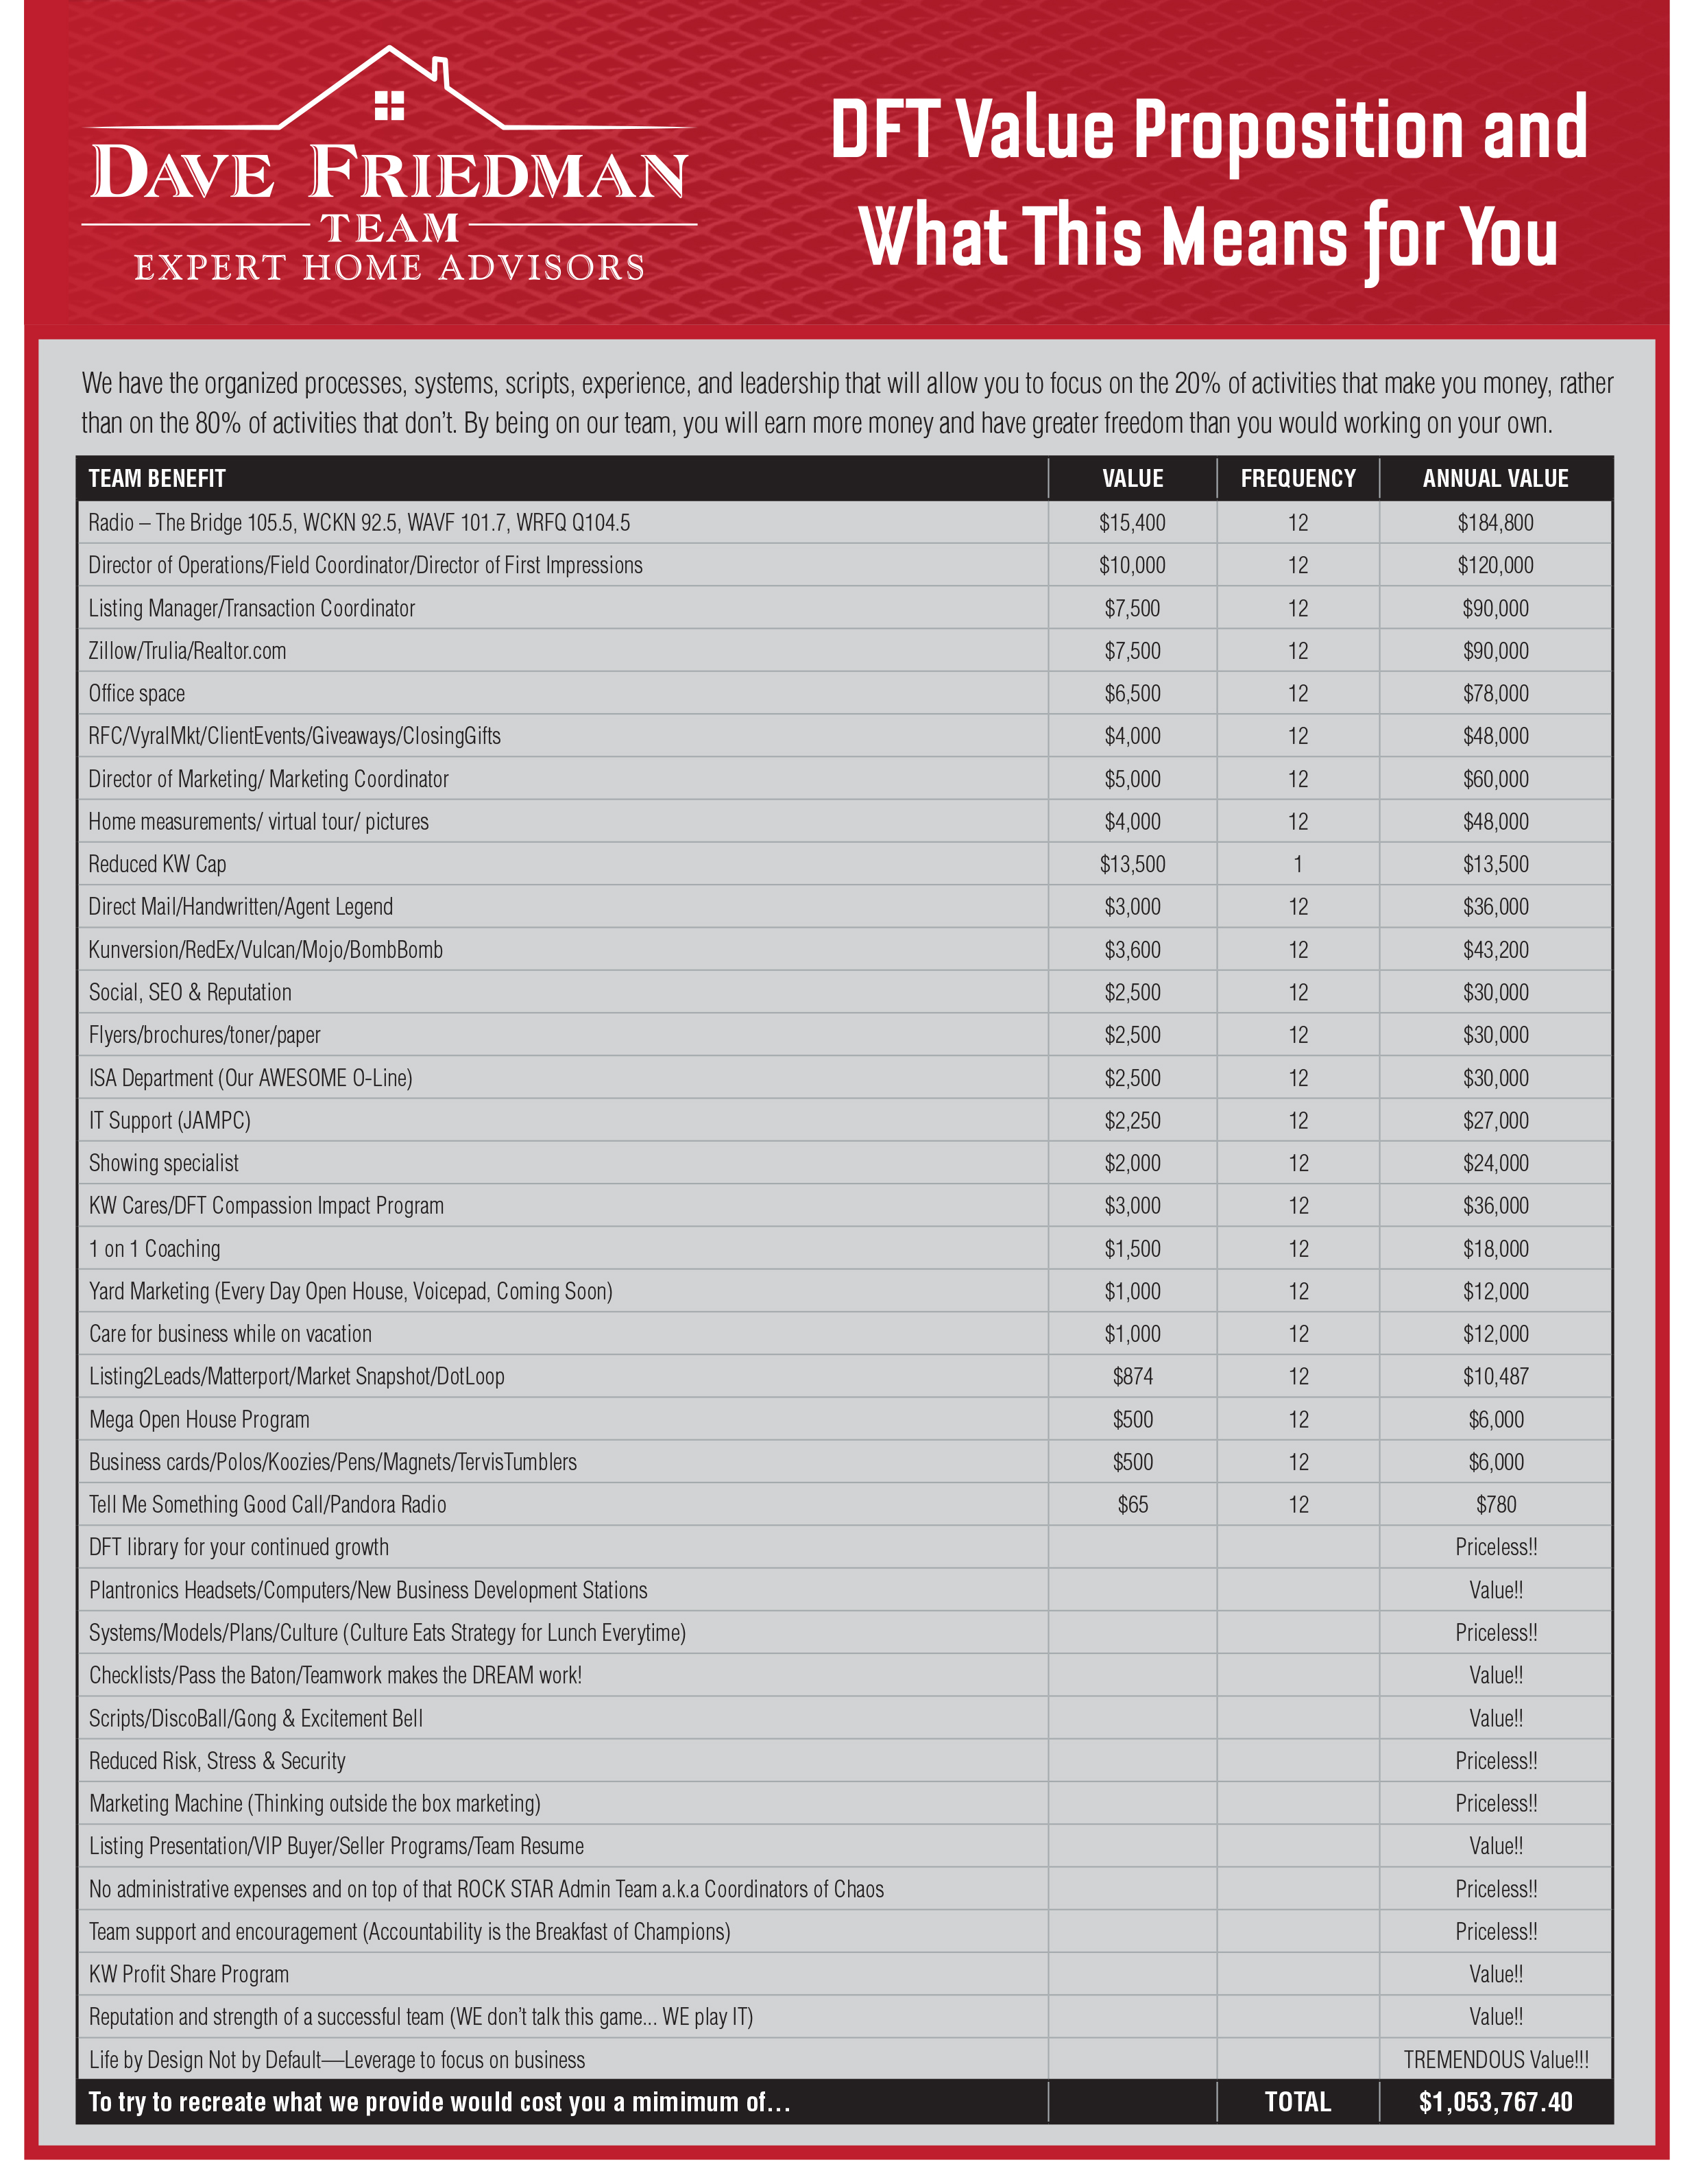 DAVE FRIEDMAN
TEAM
EXPERT HOME ADVISORS
DFT Value Proposition and
What This Means for You
We have the organized processes, systems, scripts, experience, and leadership that will allow you to focus on the 20% of activities that make you money, rather
than on the 80% of activities that don't. By being on our team, you will earn more money and have greater freedom than you would working on your own.
TEAM BENEFIT VALUE FREQUENCY ANNUAL VALUE
Radio – The Bridge 105.5, WCKN 92.5, WAVF 101.7, WRFQ Q104.5 $15,400 12 $184,800
Director of Operations/Field Coordinator/Director of First Impressions $10,000 12 $120,000
Listing Manager/Transaction Coordinator $7,500 12 $90,000
Zillow/Trulia/Realtor.com $7,500 12 $90,000
Office space $6,500 12 $78,000
RFC/VyralMkt/ClientEvents/Giveaways/ClosingGifts $4,000 12 $48,000
Director of Marketing/ Marketing Coordinator $5,000 12 $60,000
Home measurements/ virtual tour/ pictures $4,000 12 $48,000
Reduced KW Cap $13,500 1 $13,500
Direct Mail/Handwritten/Agent Legend $3,000 12 $36,000
Kunversion/RedEx/Vulcan/Mojo/BombBomb $3,600 12 $43,200
Social, SEO & Reputation $2,500 12 $30,000
Flyers/brochures/toner/paper $2,500 12 $30,000
ISA Department (Our AWESOME O-Line) $2,500 12 $30,000
IT Support (JAMPC) $2,250 12 $27,000
Showing specialist $2,000 12 $24,000
KW Cares/DFT Compassion Impact Program $3,000 12 $36,000
1 on 1 Coaching $1,500 12 $18,000
Yard Marketing (Every Day Open House, Voicepad, Coming Soon) $1,000 12 $12,000
Care for business while on vacation $1,000 12 $12,000
Listing2Leads/Matterport/Market Snapshot/DotLoop $874 12 $10,487
Mega Open House Program $500 12 $6,000
Business cards/Polos/Koozies/Pens/Magnets/TervisTumblers $500 12 $6,000
Tell Me Something Good Call/Pandora Radio $65 12 $780
DFT library for your continued growth Priceless!!
Plantronics Headsets/Computers/New Business Development Stations Value!!
Systems/Models/Plans/Culture (Culture Eats Strategy for Lunch Everytime) Priceless!!
Checklists/Pass the Baton/Teamwork makes the DREAM work! Value!!
Scripts/DiscoBall/Gong & Excitement Bell Value!!
Reduced Risk, Stress & Security Priceless!!
Marketing Machine (Thinking outside the box marketing) Priceless!!
Listing Presentation/VIP Buyer/Seller Programs/Team Resume Value!!
No administrative expenses and on top of that ROCK STAR Admin Team a.k.a Coordinators of Chaos Priceless!!
Team support and encouragement (Accountability is the Breakfast of Champions) Priceless!!
KW Profit Share Program Value!!
Reputation and strength of a successful team (WE don't talk this game... WE play IT) Value!!
Life by Design Not by Default—Leverage to focus on business TREMENDOUS Value!!!
To try to recreate what we provide would cost you a mimimum of... TOTAL $1,053,767.40